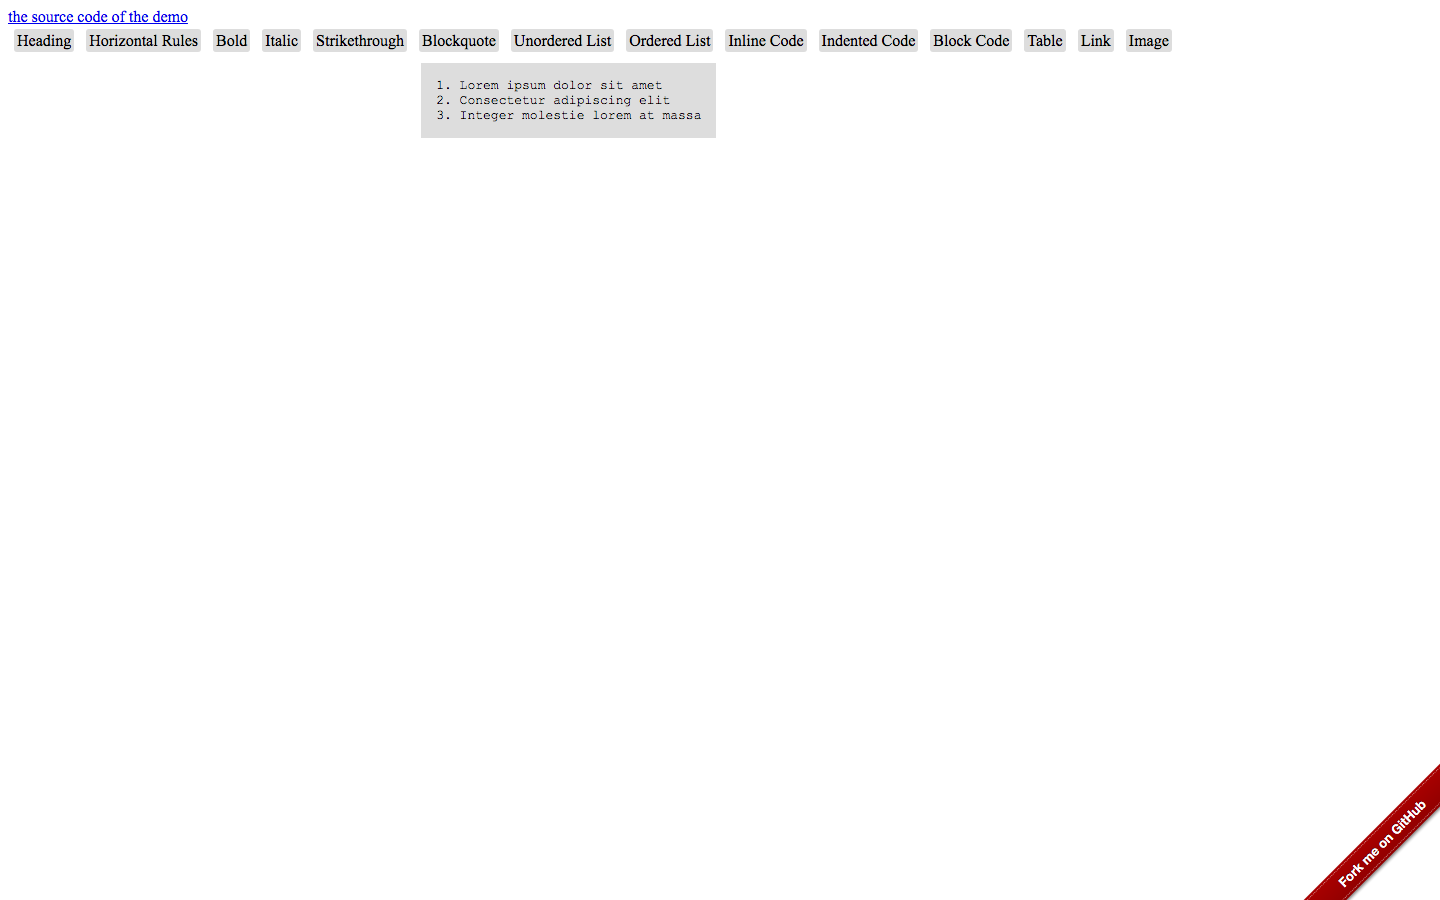 the source code of the demo
Heading Horizontal Rules Bold Italic Strikethrough Blockquote Unordered List Ordered List Inline Code Indented Code Block Code Table Link Image
1. Lorem ipsum dolor sit amet
2. Consectetur adipiscing elit
3. Integer molestie lorem at massa
Fork me on GitHub